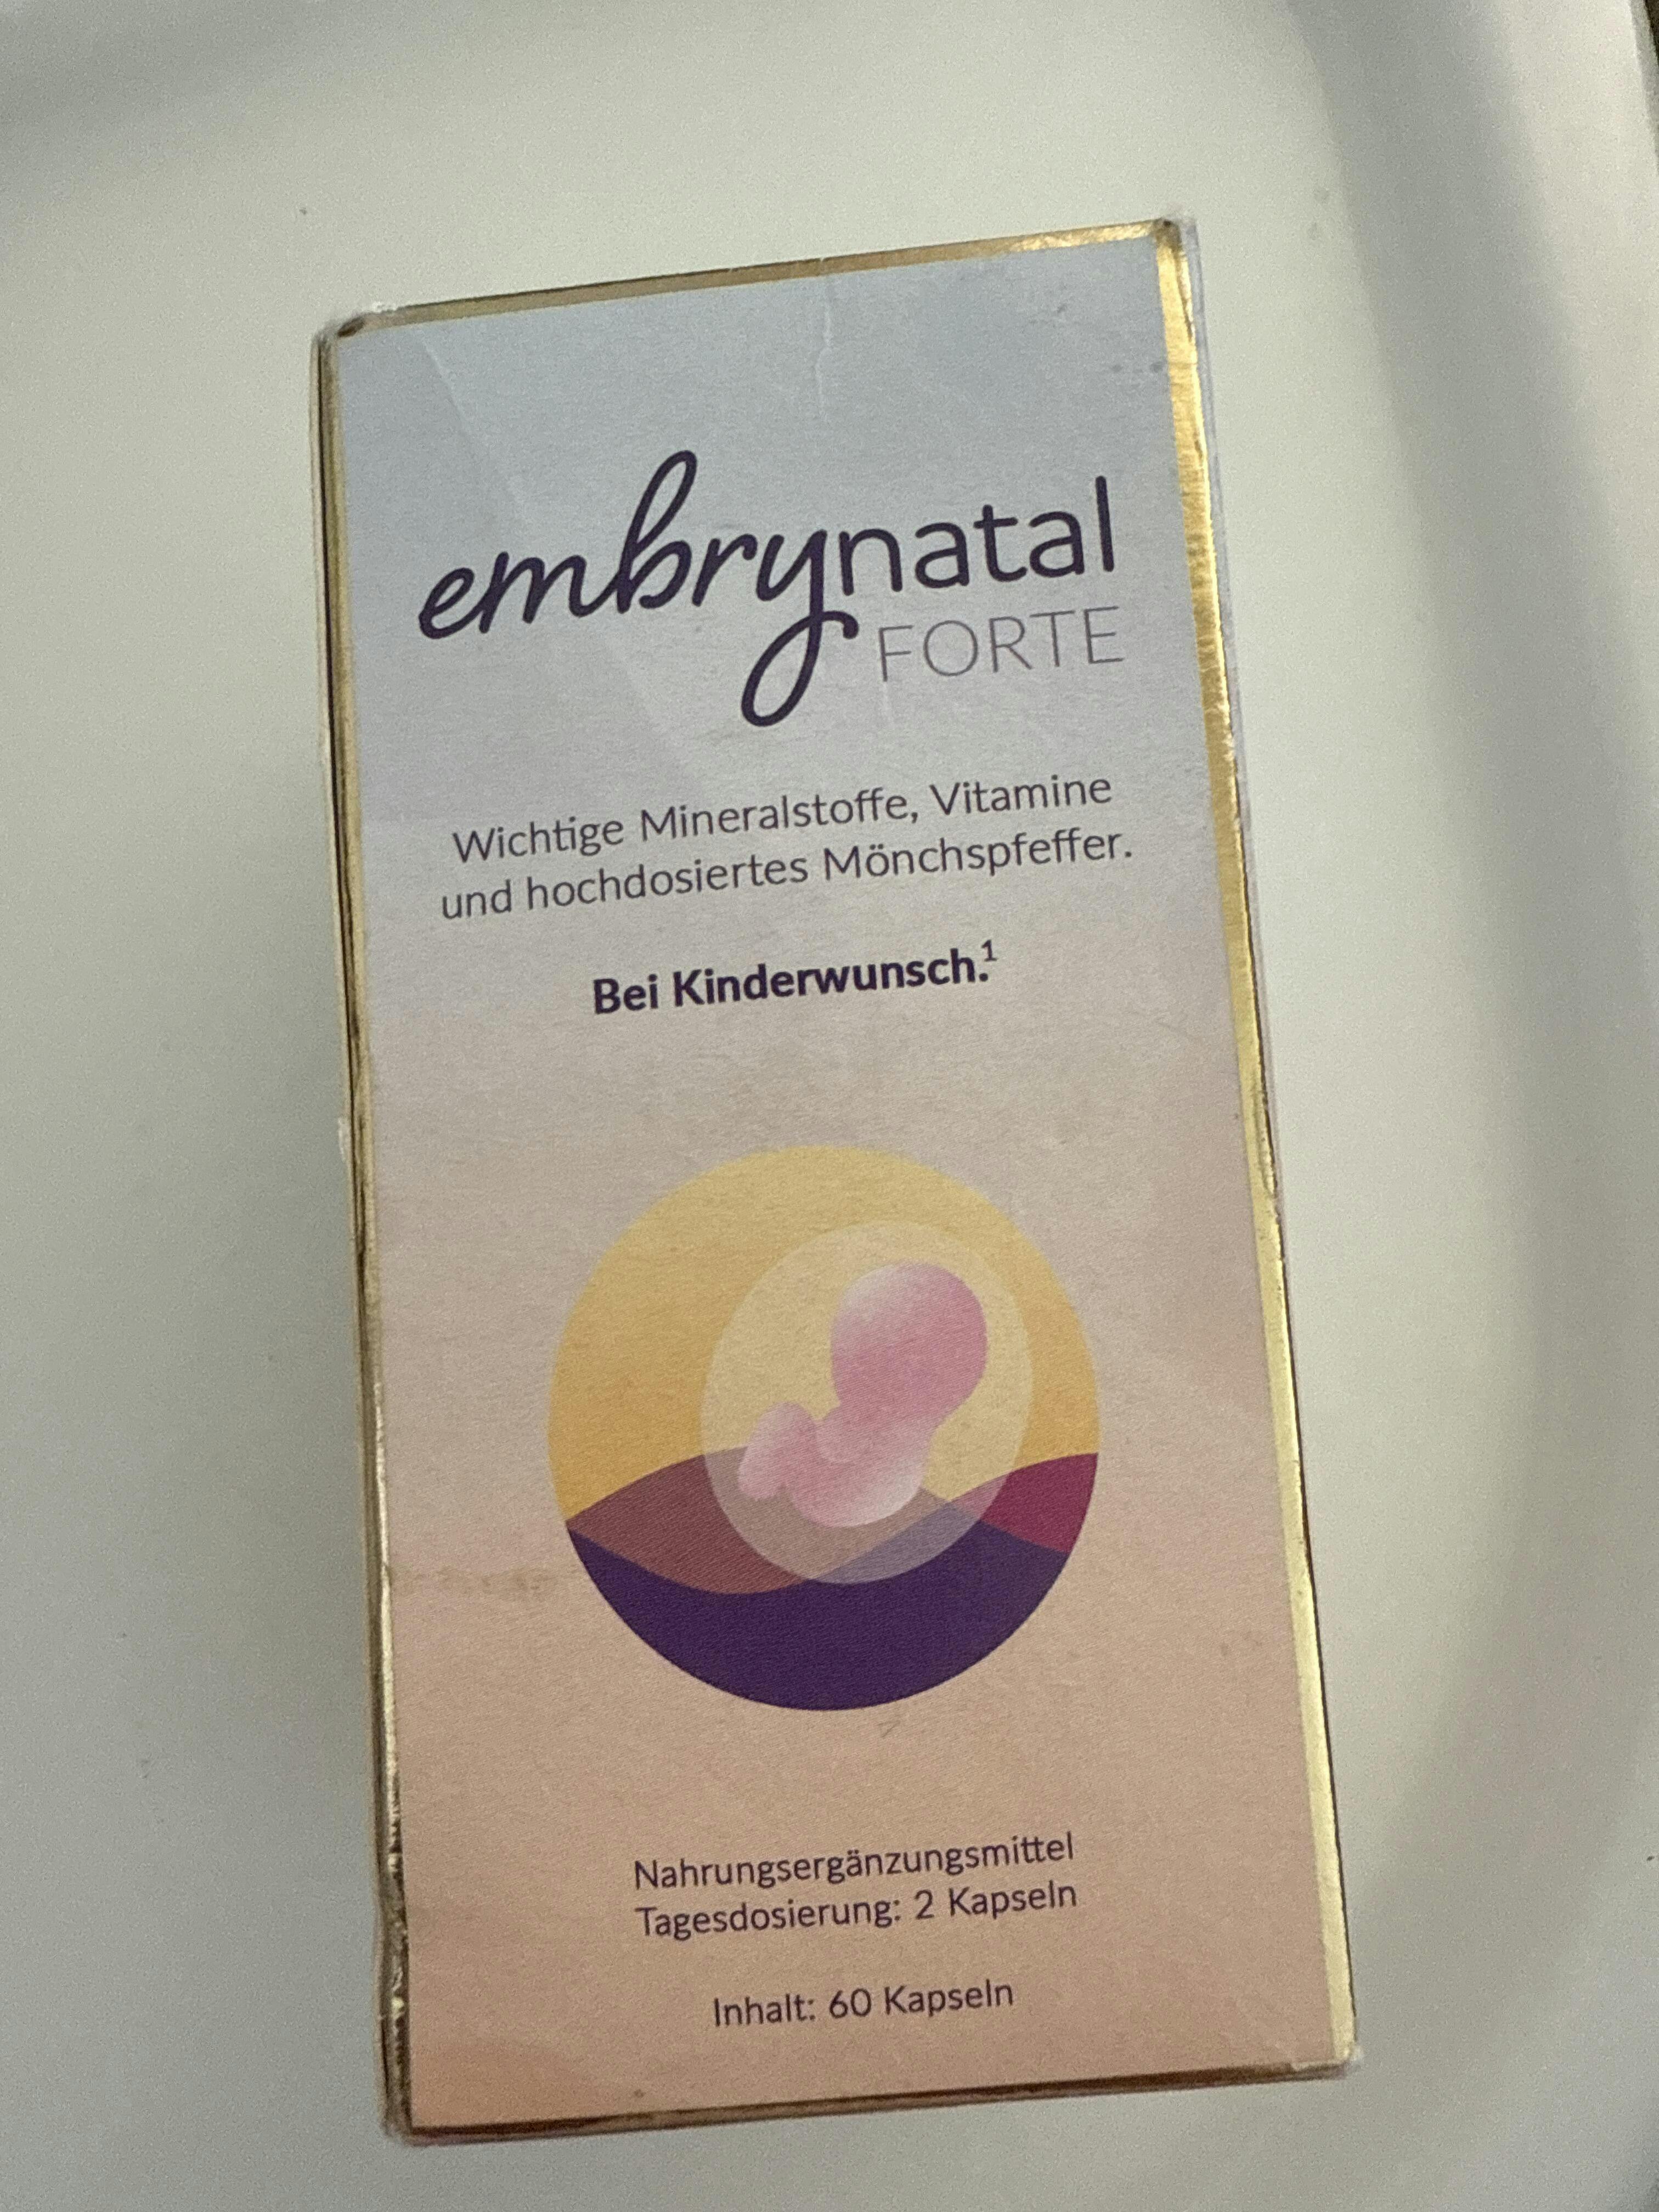 embrynatal
FORTE
Wichtige Mineralstoffe, Vitamine
und hochdosiertes Mönchspfeffer.
Bei Kinderwunsch.¹
Nahrungsergänzungsmittel
Tagesdosierung: 2 Kapseln
Inhalt: 60 Kapseln